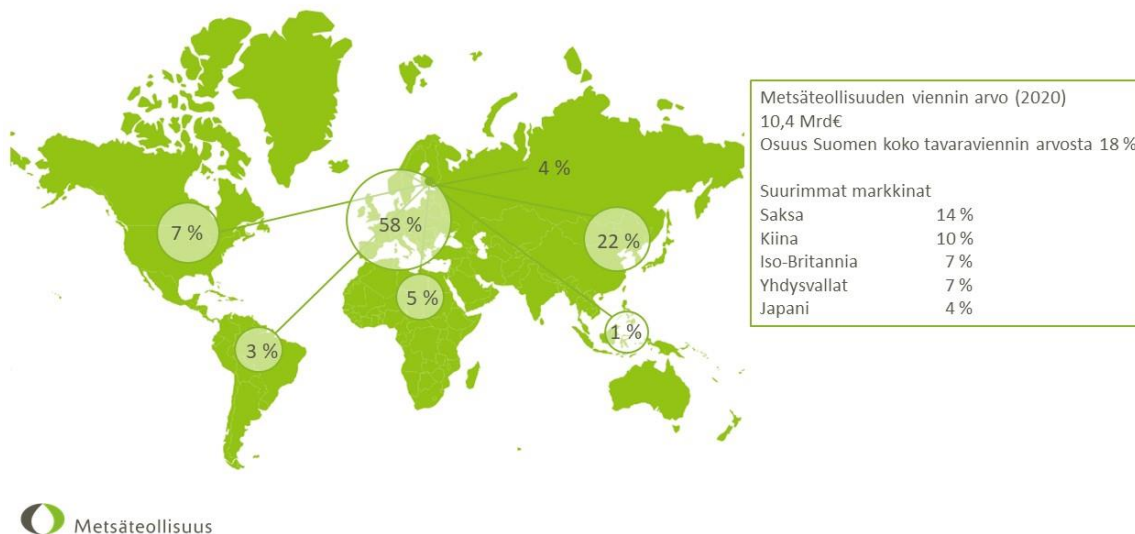 Metsäteollisuuden viennin arvo (2020)
10,4 Mrd€
Osuus Suomen koko tavaraviennin arvosta 18 %
Suurimmat markkinat
Saksa 14 %
Kiina 10 %
Iso-Britannia 7 %
Yhdysvallat 7 %
Japani 4 %
4 %
58 %
7 %
22 %
5 %
1 %
3 %
Metsäteollisuus